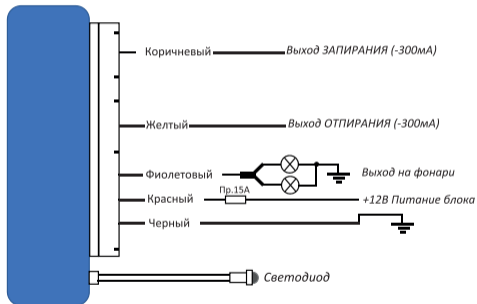 Коричневый Выход ЗАПИРАНИЯ (-300мА)
Желтый Выход ОТПИРАНИЯ (-300мА)
Фиолетовый Выход на фонари
Пр.15А
Красный +12В Питание блока
Черный
Светодиод